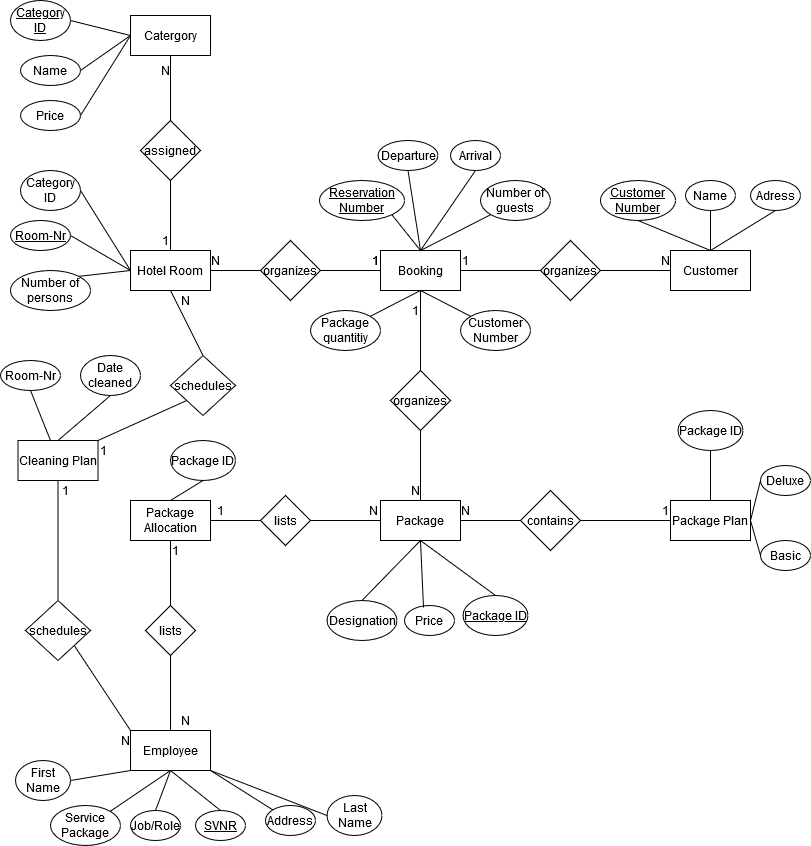 Category
ID
Catergory
Name
N
Price
assigned
Departure
Arrival
Category
ID
Reservation
Number
Number of
guests
Customer
Number
Name
Adress
Room-Nr
1
Hotel Room
N
organizes
1
Booking
1
organizes
N
Customer
Number of
persons
N
1
Package
quantitiy
Customer
Number
Room-Nr
Date
cleaned
schedules
organizes
Package ID
Cleaning Plan
1
Package ID
Deluxe
1
N
Package
Allocation
1
lists
N
Package
N
contains
1
Package Plan
1
Basic
Designation
Price
Package ID
schedules
lists
N
N
Employee
First
Name
Service
Package
Job/Role
SVNR
Address
Last
Name